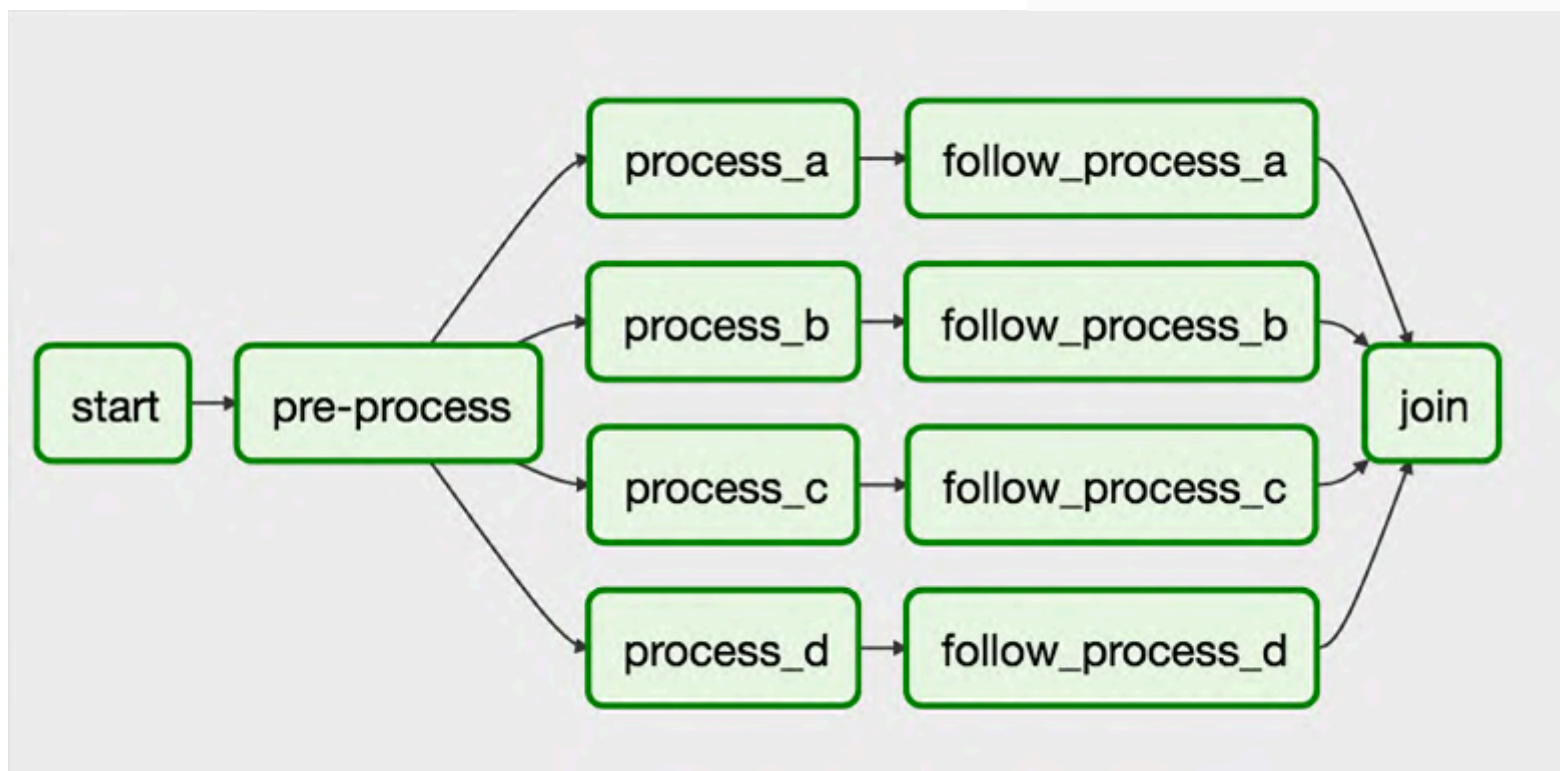 process_a
follow_process_a
process_b
follow_process_b
start
pre-process
join
process_c
follow_process_c
process_d
follow_process_d